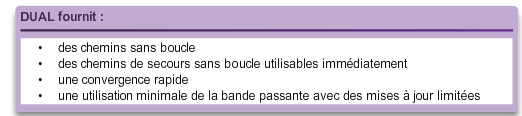 DUAL fournit :
• des chemins sans boucle
• des chemins de secours sans boucle utilisables immédiatement
• une convergence rapide
• une utilisation minimale de la bande passante avec des mises à jour limitées